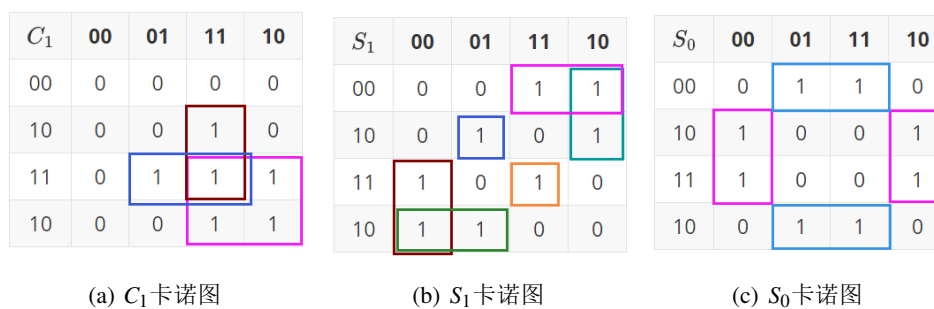 C₁ 00 01 11 10
00 0 0 0 0
10 0 0 1 0
11 0 1 1 1
10 0 0 1 1
(a) C₁卡诺图
S₁ 00 01 11 10
00 0 0 1 1
10 0 1 0 1
11 1 0 1 0
10 1 1 0 0
(b) S₁卡诺图
S₀ 00 01 11 10
00 0 1 1 0
10 1 0 0 1
11 1 0 0 1
10 0 1 1 0
(c) S₀卡诺图